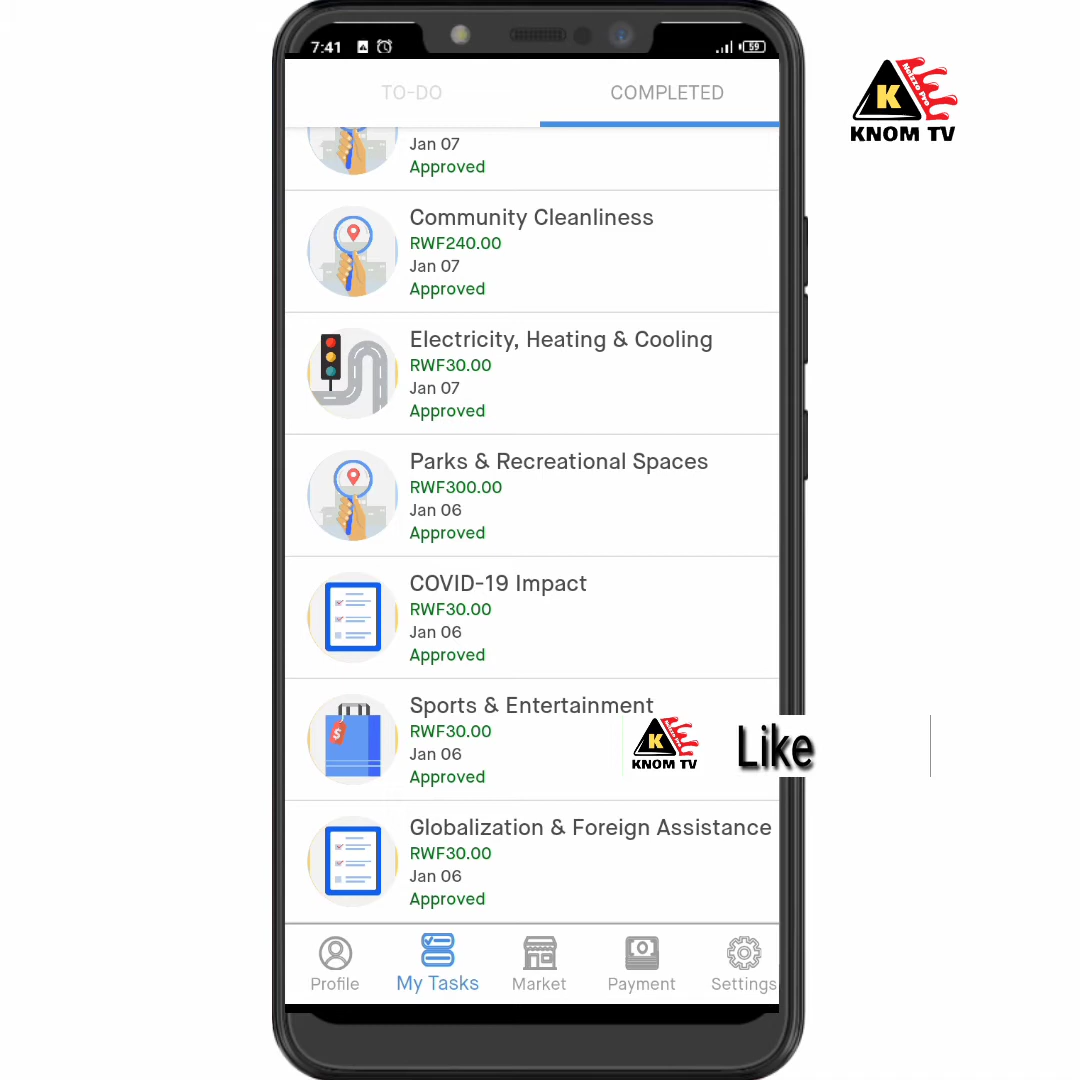 7:41
59
TO-DO
COMPLETED
K
Mezzo Pro
KNOM TV
Jan 07
Approved
Community Cleanliness
RWF240.00
Jan 07
Approved
Electricity, Heating & Cooling
RWF30.00
Jan 07
Approved
Parks & Recreational Spaces
RWF300.00
Jan 06
Approved
COVID-19 Impact
RWF30.00
Jan 06
Approved
Sports & Entertainment
RWF30.00
Jan 06
Approved
$
K
KNOM TV
Like
Globalization & Foreign Assistance
RWF30.00
Jan 06
Approved
Profile
My Tasks
Market
Payment
Settings